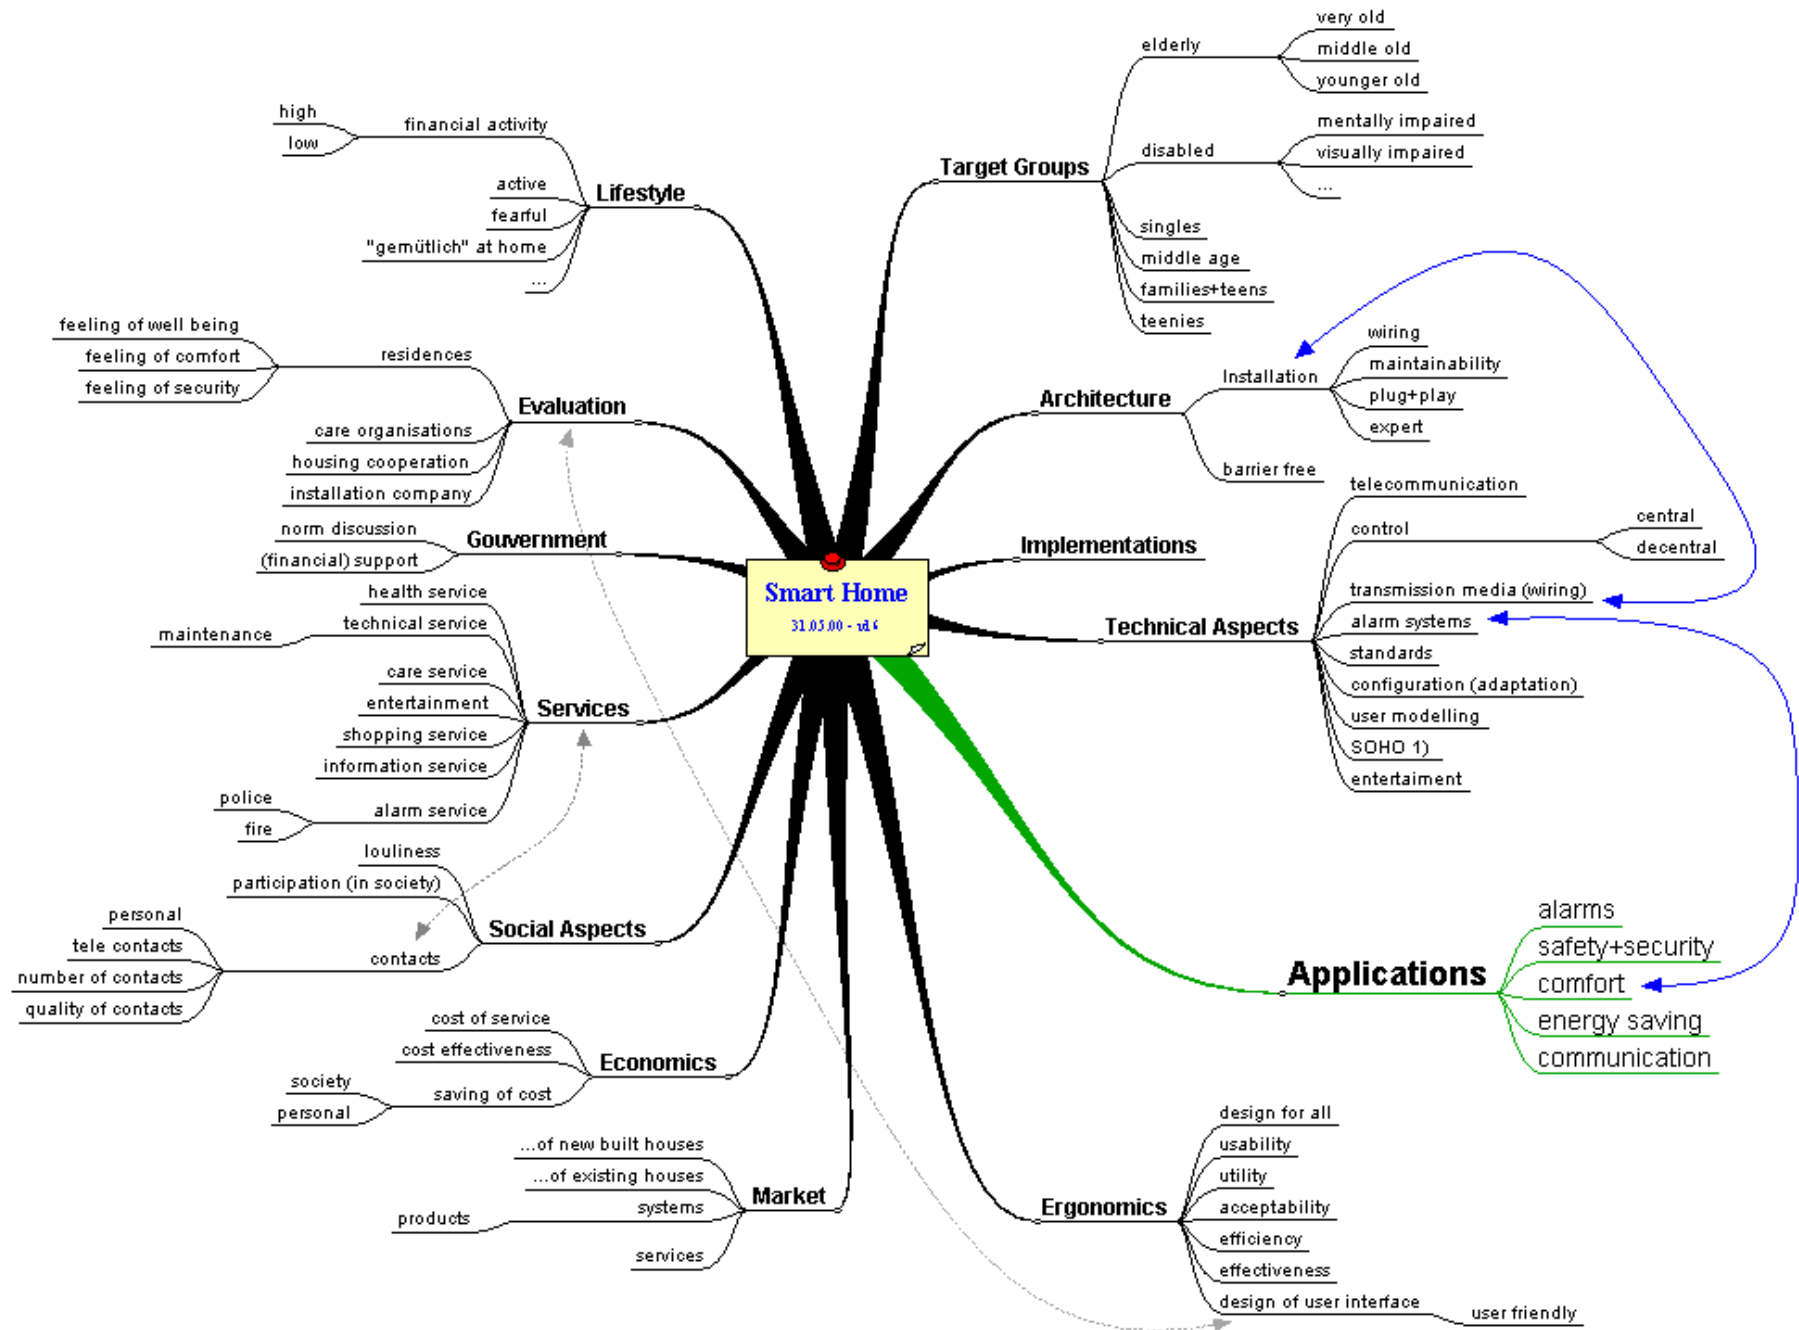 Smart Home
31.05.00 - v16
Target Groups
elderly
very old
middle old
younger old
disabled
mentally impaired
visually impaired
...
singles
middle age
families+teens
teenies
Architecture
Installation
wiring
maintainability
plug+play
expert
barrier free
Implementations
Technical Aspects
telecommunication
control
central
decentral
transmission media (wiring)
alarm systems
standards
configuration (adaptation)
user modelling
SOHO 1)
entertaiment
Applications
alarms
safety+security
comfort
energy saving
communication
Ergonomics
design for all
usability
utility
acceptability
efficiency
effectiveness
design of user interface
user friendly
Lifestyle
financial activity
high
low
active
fearful
"gemütlich" at home
...
Evaluation
residences
feeling of well being
feeling of comfort
feeling of security
care organisations
housing cooperation
installation company
Gouvernment
norm discussion
(financial) support
Services
health service
technical service
maintenance
care service
entertainment
shopping service
information service
alarm service
police
fire
Social Aspects
louliness
participation (in society)
contacts
personal
tele contacts
number of contacts
quality of contacts
Economics
cost of service
cost effectiveness
saving of cost
society
personal
Market
...of new built houses
...of existing houses
systems
products
services